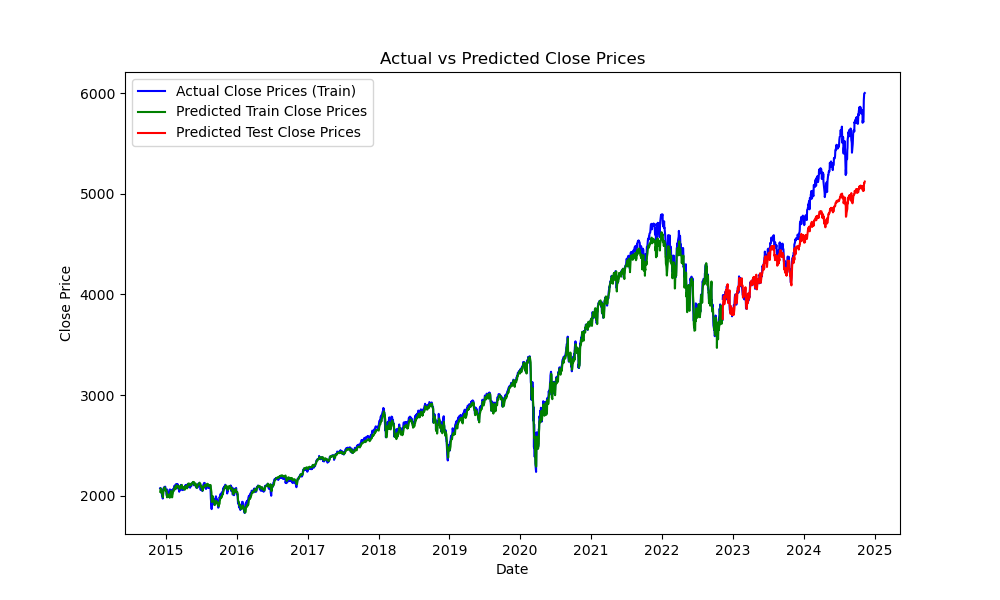 Actual vs Predicted Close Prices
Actual Close Prices (Train)
Predicted Train Close Prices
Predicted Test Close Prices
Close Price
6000
5000
4000
3000
2000
2015 2016 2017 2018 2019 2020 2021 2022 2023 2024 2025
Date